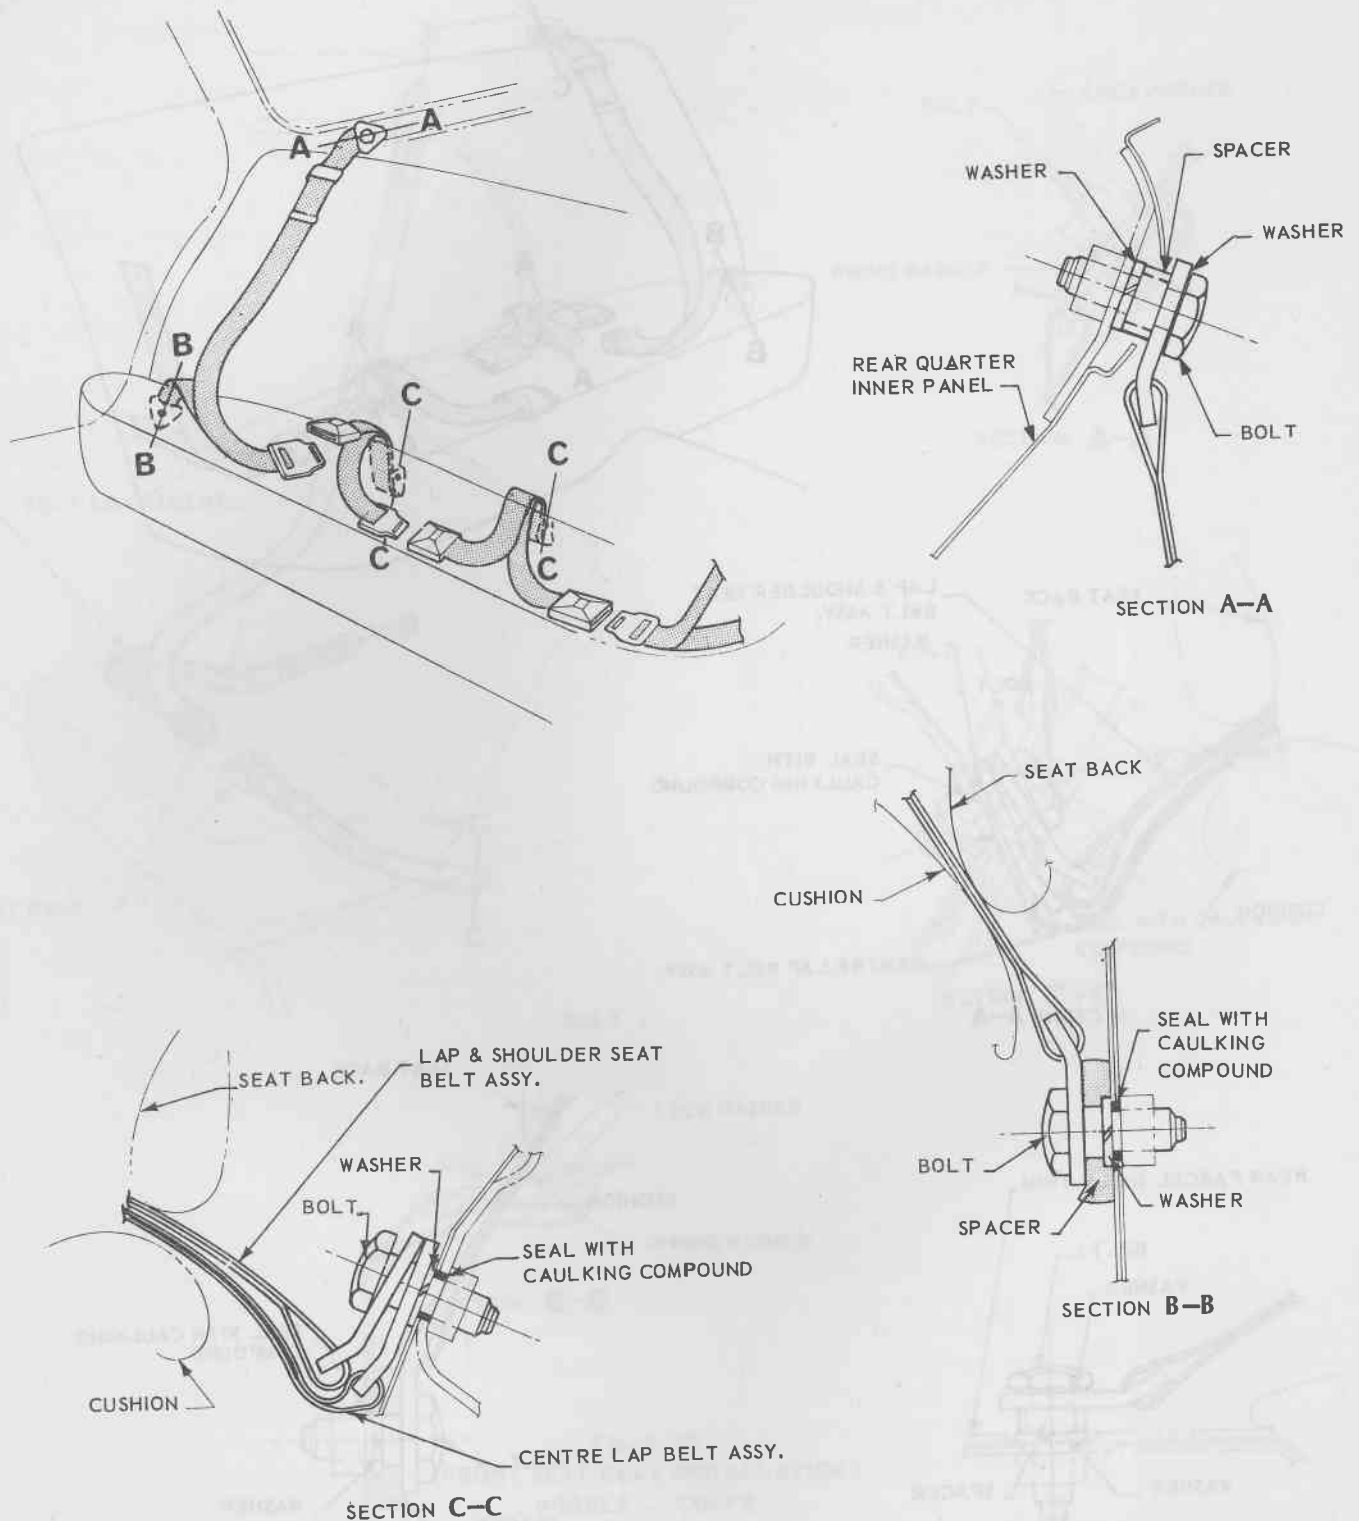 A
A
B
B
C
C
C
C
WASHER
SPACER
WASHER
REAR QUARTER
INNER PANEL
BOLT
SECTION A–A
SEAT BACK
CUSHION
SEAL WITH
CAULKING
COMPOUND
BOLT
WASHER
SPACER
SECTION B–B
LAP & SHOULDER SEAT
BELT ASSY.
SEAT BACK.
WASHER
BOLT
SEAL WITH
CAULKING COMPOUND
CUSHION
CENTRE LAP BELT ASSY.
SECTION C–C